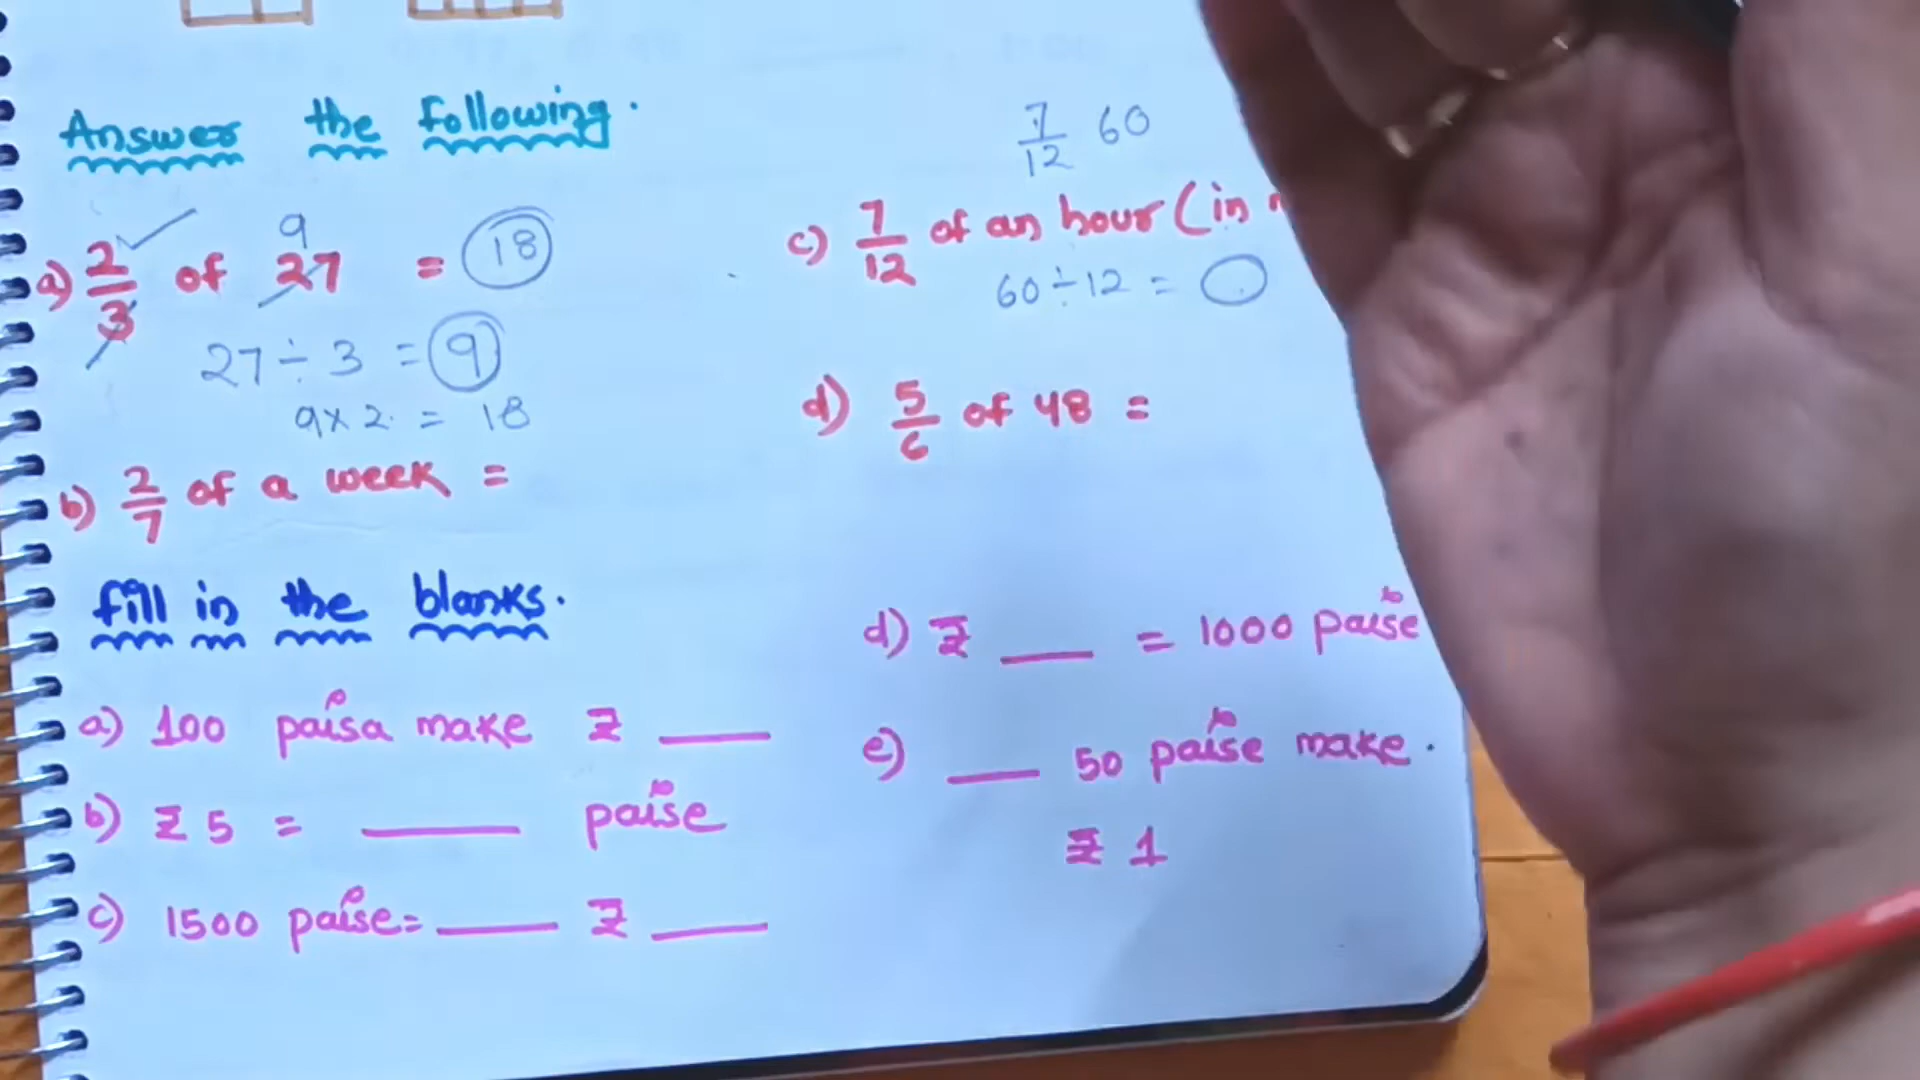 Answer the following.
a) 2/3 of 27 = 18
9
27 ÷ 3 = 9
9 x 2 = 18
b) 2/7 of a week =
7/12 60
c) 7/12 of an hour (in
60 ÷ 12 =
d) 5/6 of 48 =
fill in the blanks.
a) 100 paisa make ₹ ___
b) ₹ 5 = ___ paise
c) 1500 paise = ___ ₹ ___
d) ₹ ___ = 1000 paise
e) ___ 50 paise make.
₹ 1